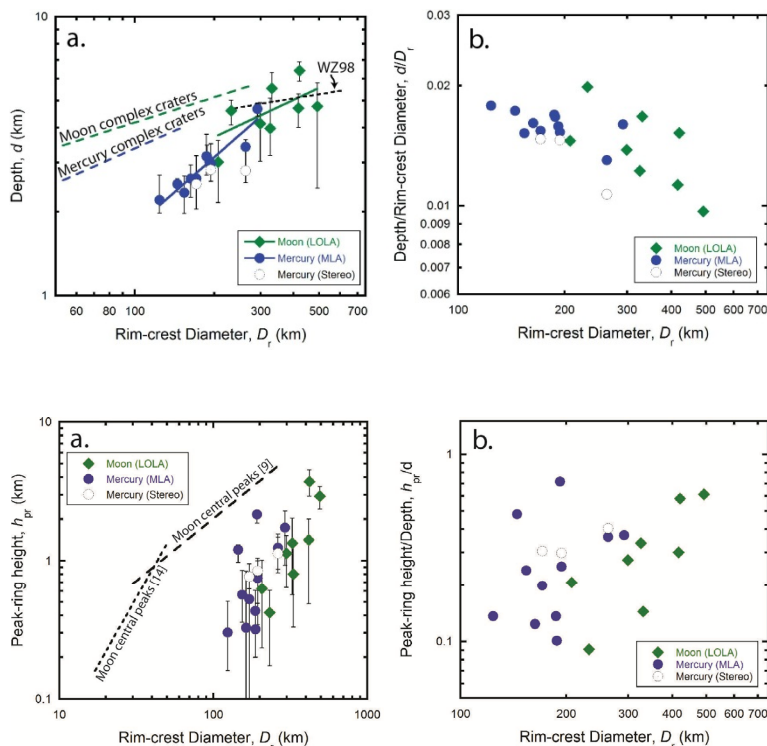 a.
10
WZ98
Moon complex craters
Mercury complex craters
Depth, d (km)
Moon (LOLA)
Mercury (MLA)
Mercury (Stereo)
1
60 80 100 300 500 700
Rim-crest Diameter, Dr (km)
b.
0.03
0.02
Depth/Rim-crest Diameter, d/Dr
0.01
0.009
0.008
0.007
0.006
Moon (LOLA)
Mercury (MLA)
Mercury (Stereo)
100 200 300 400 500 600 700
Rim-crest Diameter, Dr (km)
a.
10
Moon (LOLA)
Mercury (MLA)
Mercury (Stereo)
Moon central peaks [9]
Moon central peaks [14]
Peak-ring height, hpr (km)
1
0.1
10 100 1000
Rim-crest Diameter, D (km)
b.
1
Peak-ring height/Depth, hpr/d
0.1
Moon (LOLA)
Mercury (MLA)
Mercury (Stereo)
100 200 300 400 500 600 700
Rim-crest Diameter, D (km)